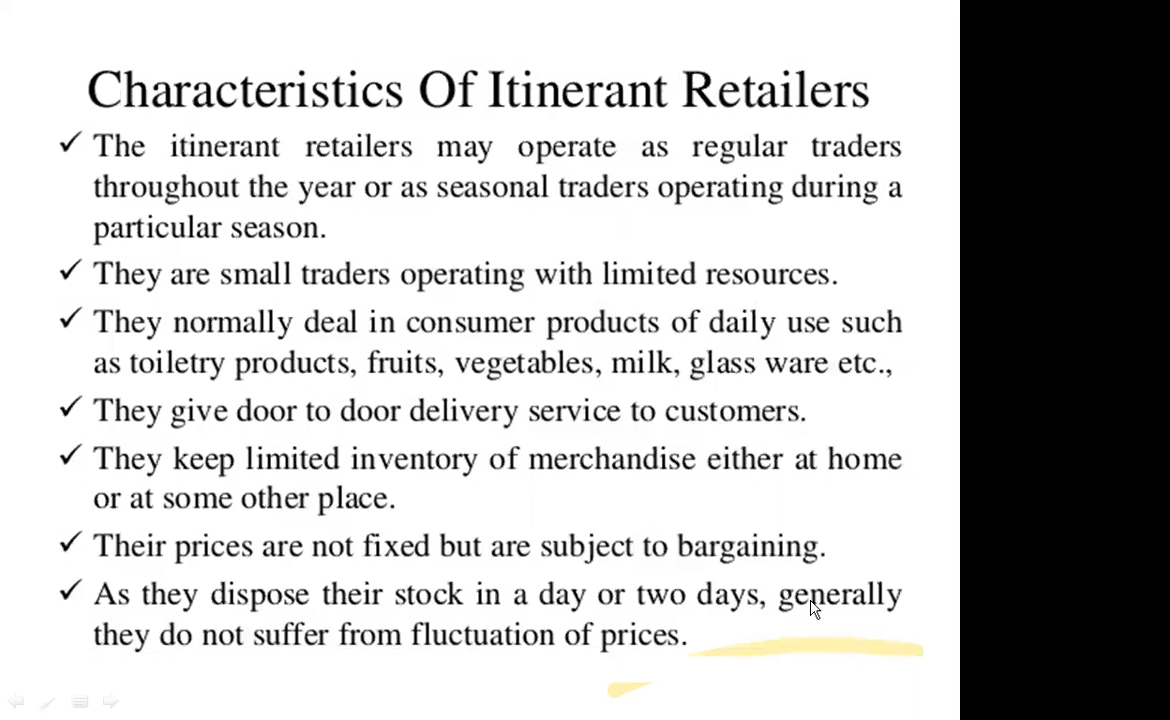 Characteristics Of Itinerant Retailers
✓ The itinerant retailers may operate as regular traders
throughout the year or as seasonal traders operating during a
particular season.
✓ They are small traders operating with limited resources.
✓ They normally deal in consumer products of daily use such
as toiletry products, fruits, vegetables, milk, glass ware etc.,
✓ They give door to door delivery service to customers.
✓ They keep limited inventory of merchandise either at home
or at some other place.
✓ Their prices are not fixed but are subject to bargaining.
✓ As they dispose their stock in a day or two days, generally
they do not suffer from fluctuation of prices.